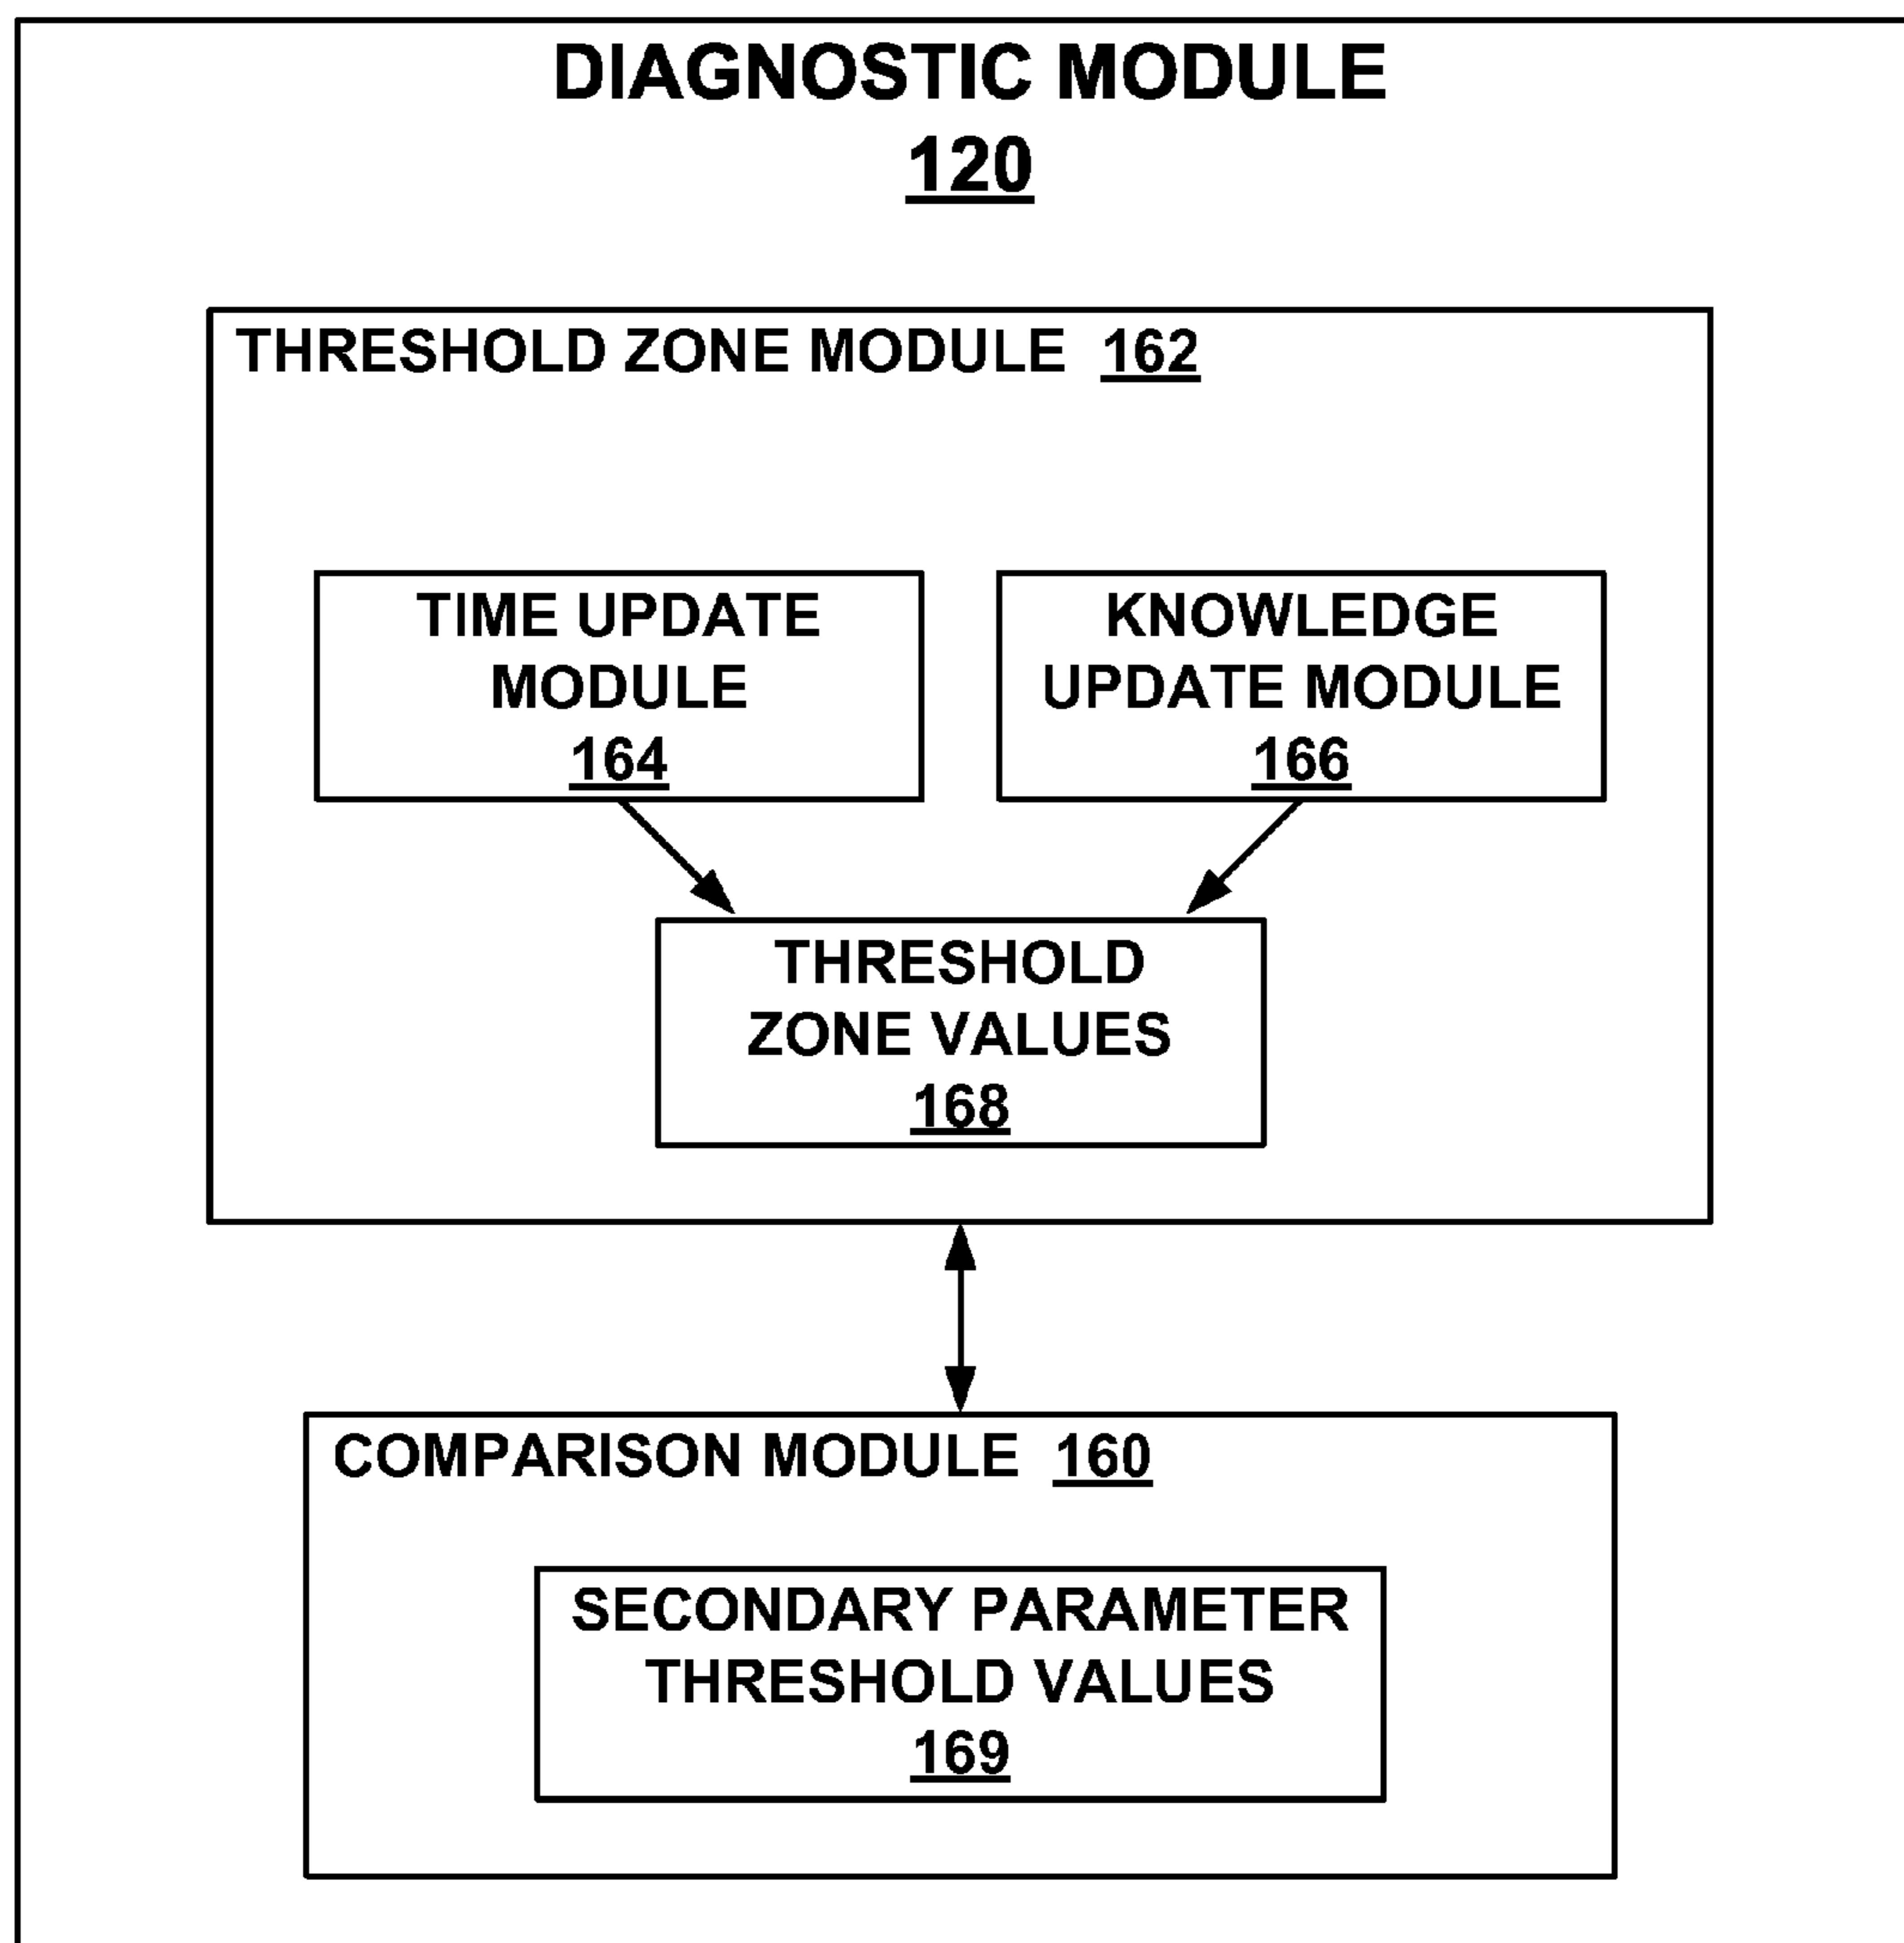 DIAGNOSTIC MODULE
120
THRESHOLD ZONE MODULE 162
TIME UPDATE
MODULE
164
KNOWLEDGE
UPDATE MODULE
166
THRESHOLD
ZONE VALUES
168
COMPARISON MODULE 160
SECONDARY PARAMETER
THRESHOLD VALUES
169